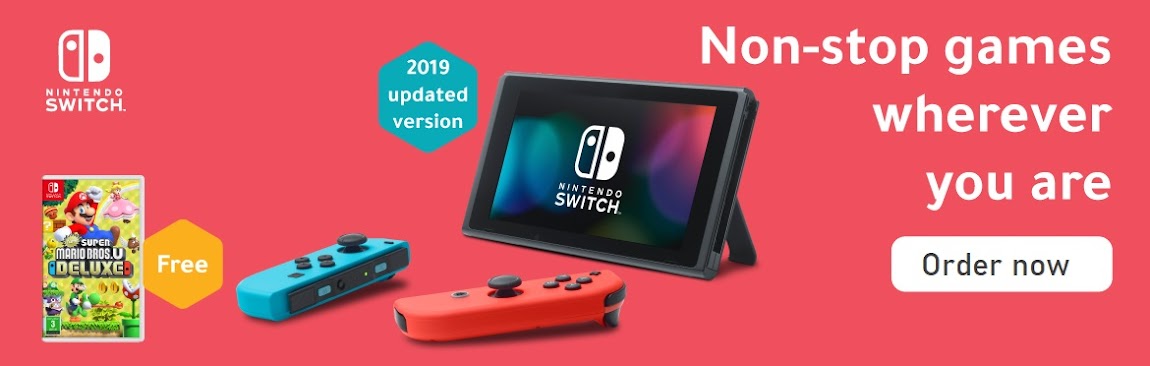 NINTENDO
SWITCH.
2019
updated
version
NINTENDO
SWITCH.
Non-stop games
wherever
you are
Order now
SUPER
MARIO BROS. U
DELUXE
Free
3